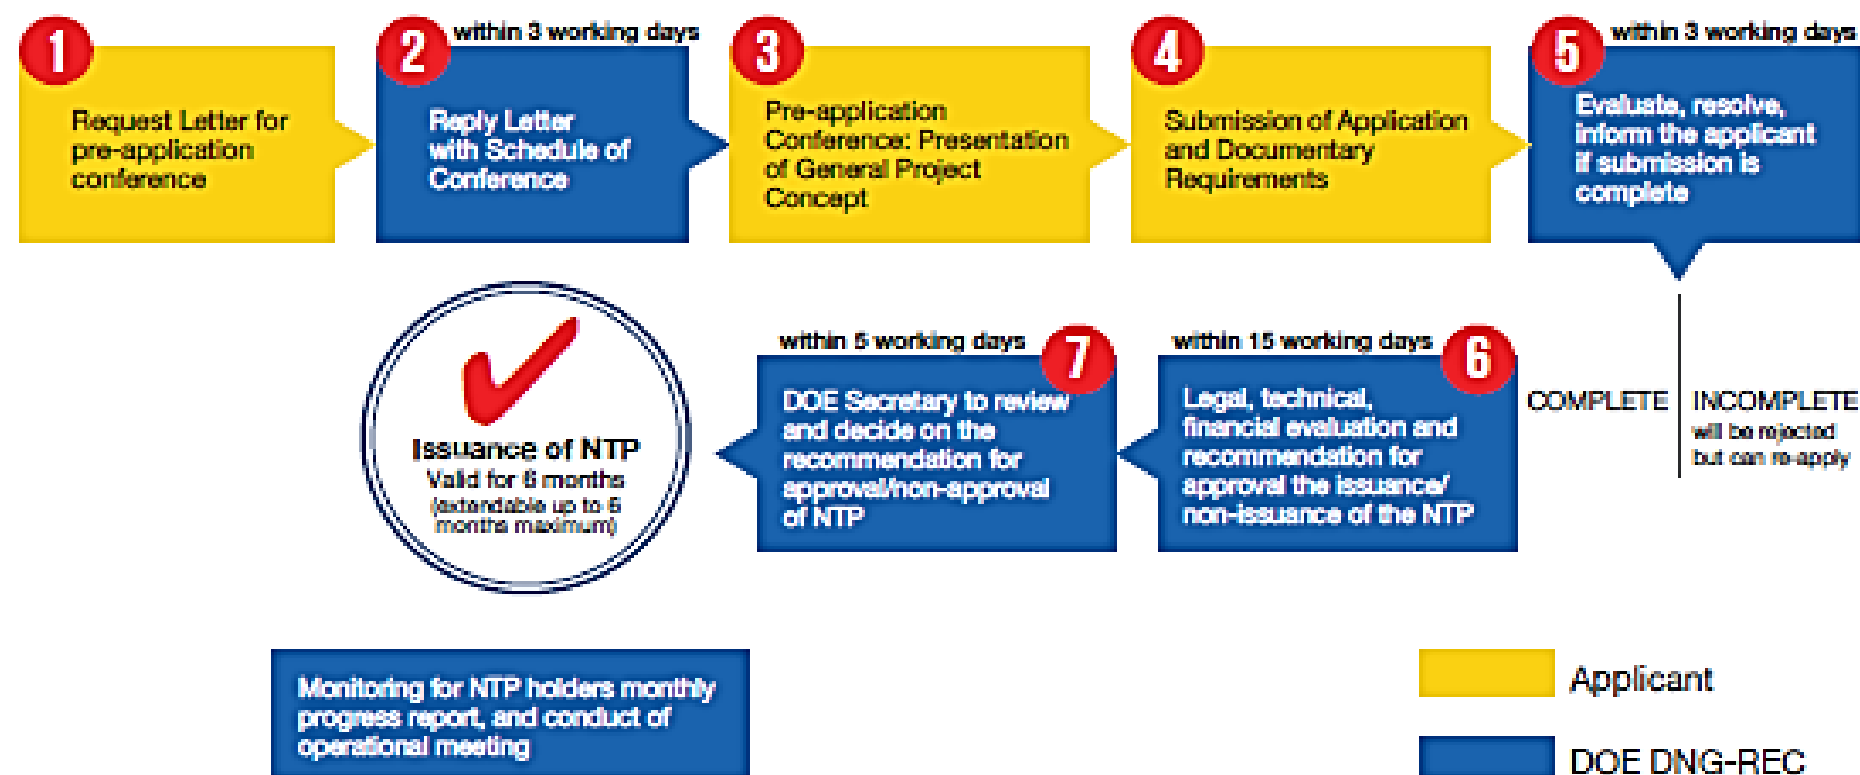 1
Request Letter for
pre-application
conference
2
within 3 working days
Reply Letter
with Schedule of
Conference
3
Pre-application
Conference: Presentation
of General Project
Concept
4
Submission of Application
and Documentary
Requirements
5
within 3 working days
Evaluate, resolve,
inform the applicant
if submission is
complete
COMPLETE
INCOMPLETE
will be rejected
but can re-apply
within 15 working days
6
Legal, technical,
financial evaluation and
recommendation for
approval the issuance/
non-issuance of the NTP
within 5 working days
7
DOE Secretary to review
and decide on the
recommendation for
approval/non-approval
of NTP
Issuance of NTP
Valid for 6 months
(extendable up to 6
months maximum)
Monitoring for NTP holders monthly
progress report, and conduct of
operational meeting
Applicant
DOE DNG-REC